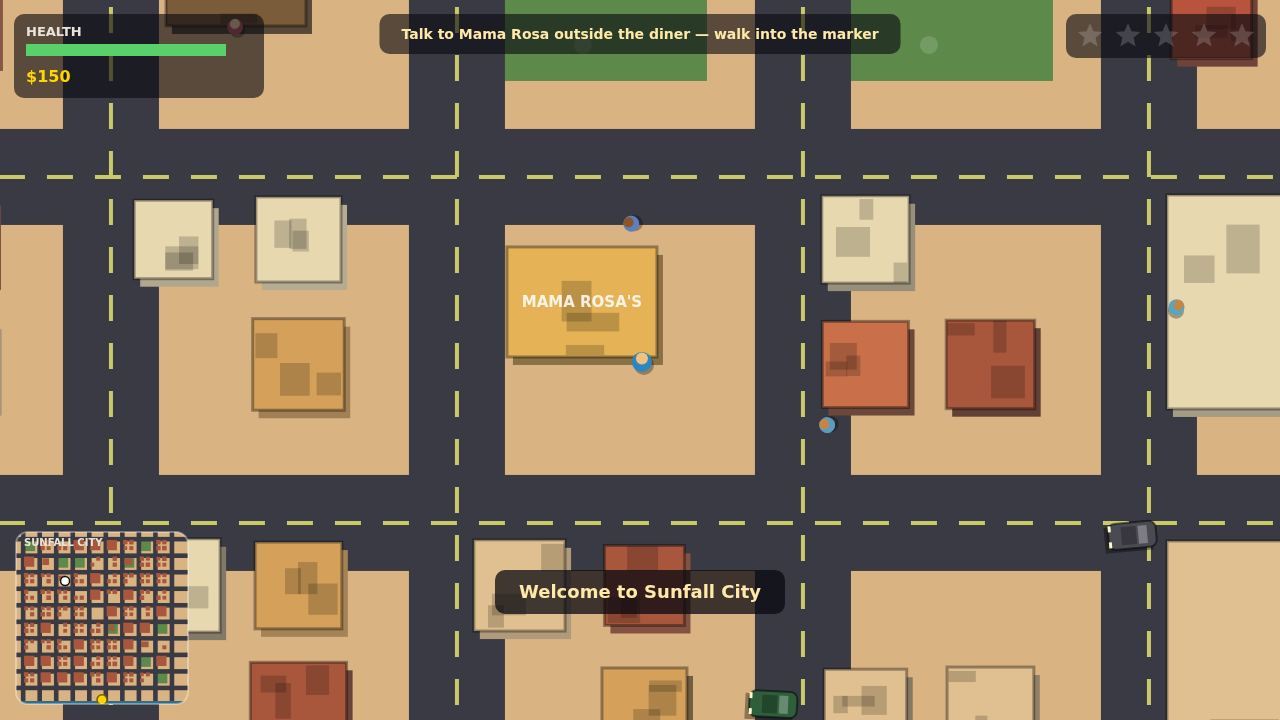 HEALTH
$150
Talk to Mama Rosa outside the diner — walk into the marker
MAMA ROSA'S
SUNFALL CITY
Welcome to Sunfall City